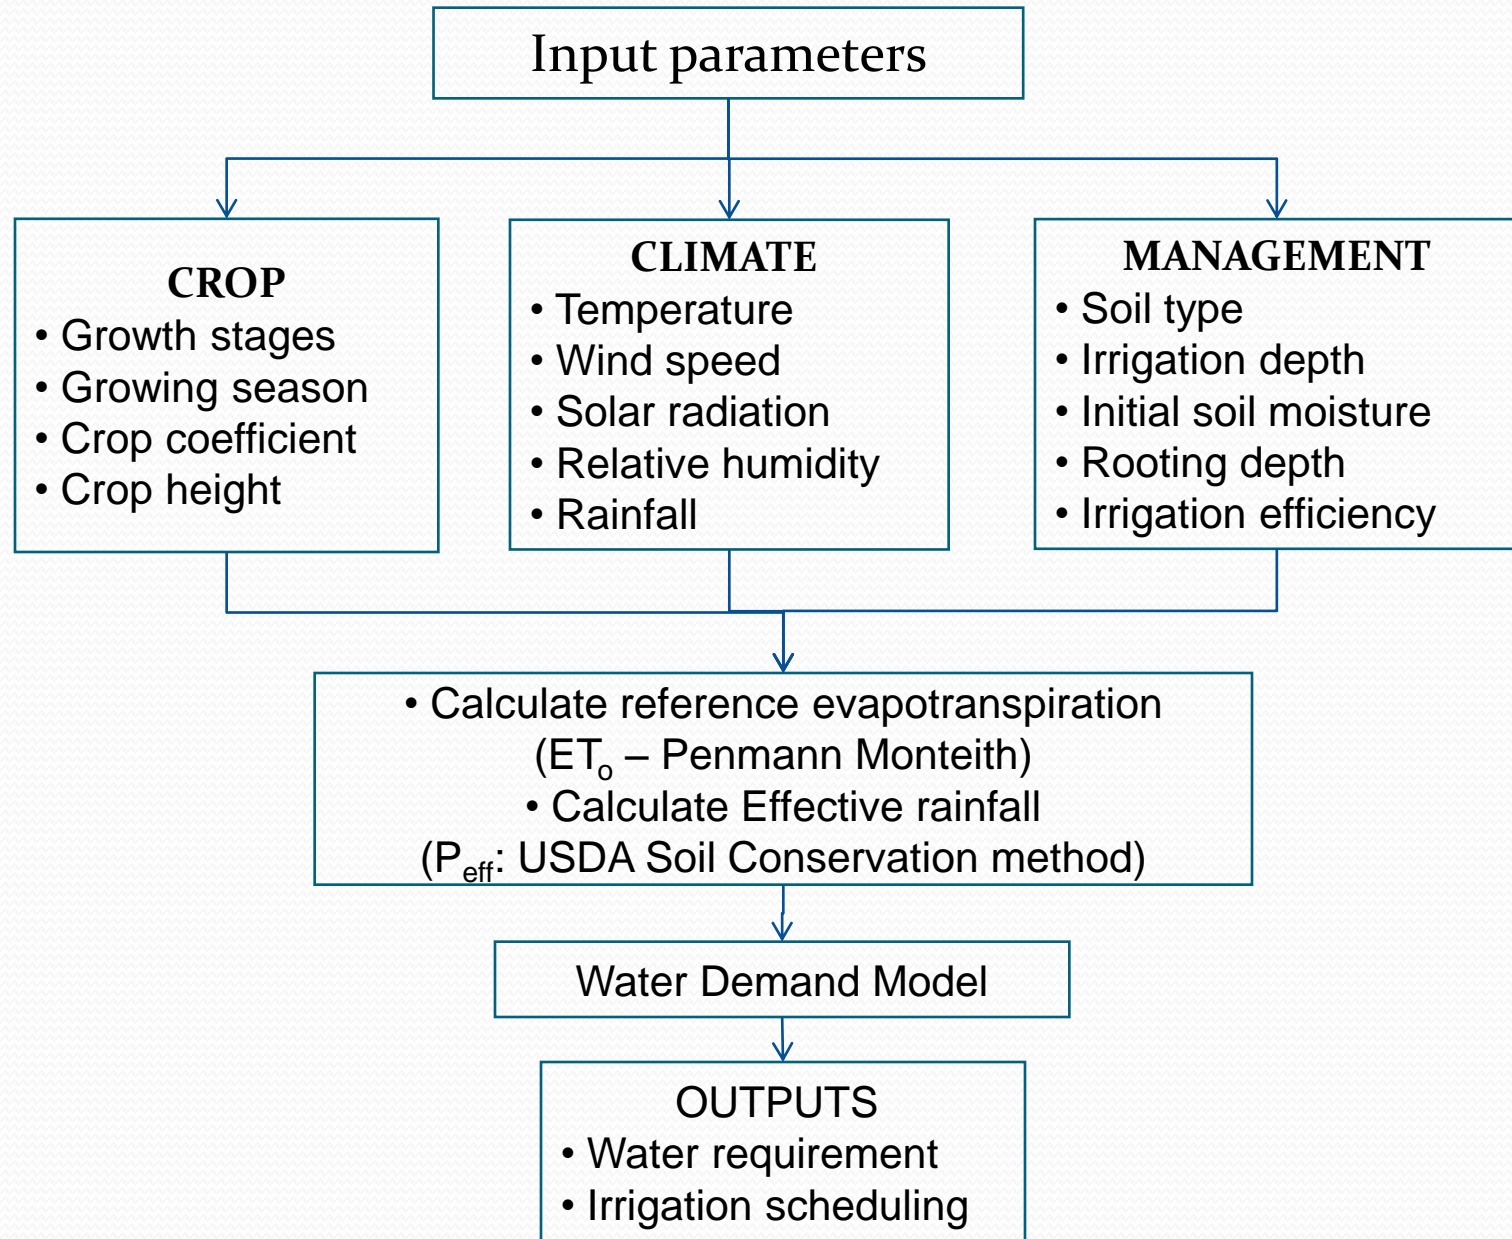 Input parameters
CROP
• Growth stages
• Growing season
• Crop coefficient
• Crop height
CLIMATE
• Temperature
• Wind speed
• Solar radiation
• Relative humidity
• Rainfall
MANAGEMENT
• Soil type
• Irrigation depth
• Initial soil moisture
• Rooting depth
• Irrigation efficiency
• Calculate reference evapotranspiration
(ETo – Penmann Monteith)
• Calculate Effective rainfall
(Peff: USDA Soil Conservation method)
Water Demand Model
OUTPUTS
• Water requirement
• Irrigation scheduling